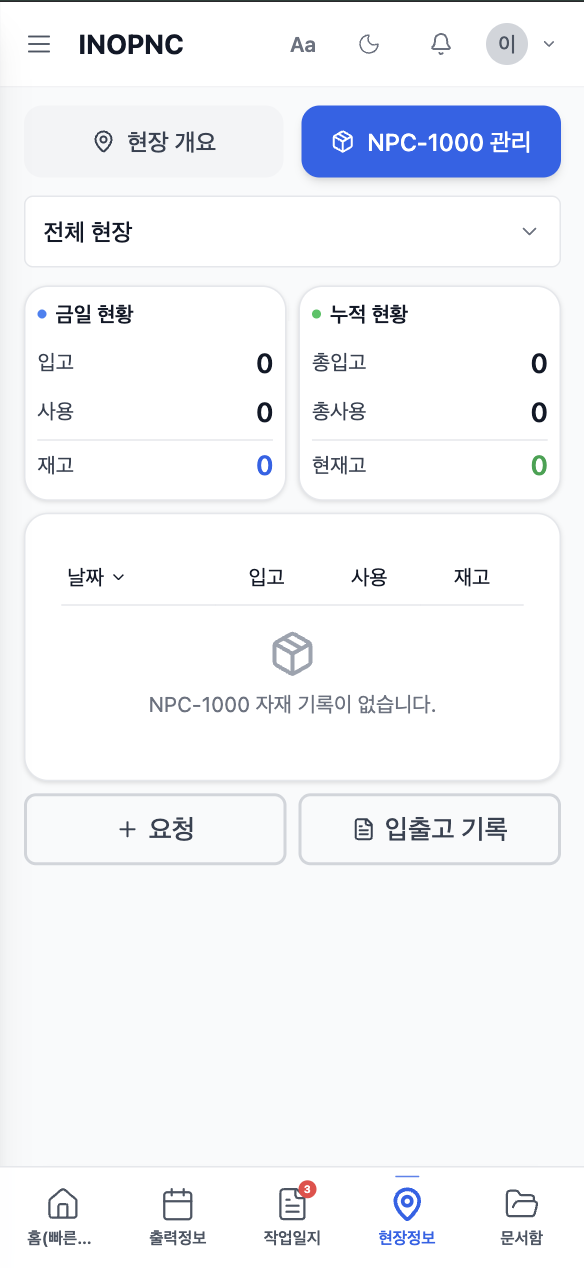 INOPNC Aa 이
현장 개요 NPC-1000 관리
전체 현장
금일 현황
입고 0
사용 0
재고 0
누적 현황
총입고 0
총사용 0
현재고 0
날짜 입고 사용 재고
NPC-1000 자재 기록이 없습니다.
+ 요청 입출고 기록
3
홈(빠른... 출력정보 작업일지 현장정보 문서함